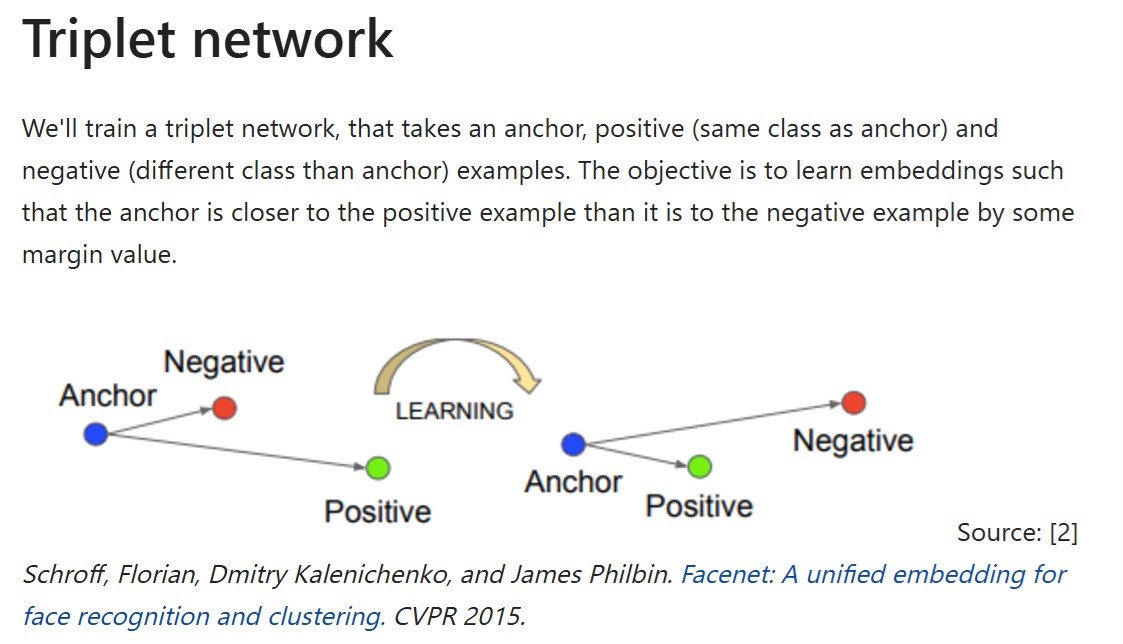 Triplet network
We'll train a triplet network, that takes an anchor, positive (same class as anchor) and
negative (different class than anchor) examples. The objective is to learn embeddings such
that the anchor is closer to the positive example than it is to the negative example by some
margin value.
Negative
Anchor
LEARNING
Positive
Negative
Anchor
Positive
Source: [2]
Schroff, Florian, Dmitry Kalenichenko, and James Philbin. Facenet: A unified embedding for
face recognition and clustering. CVPR 2015.